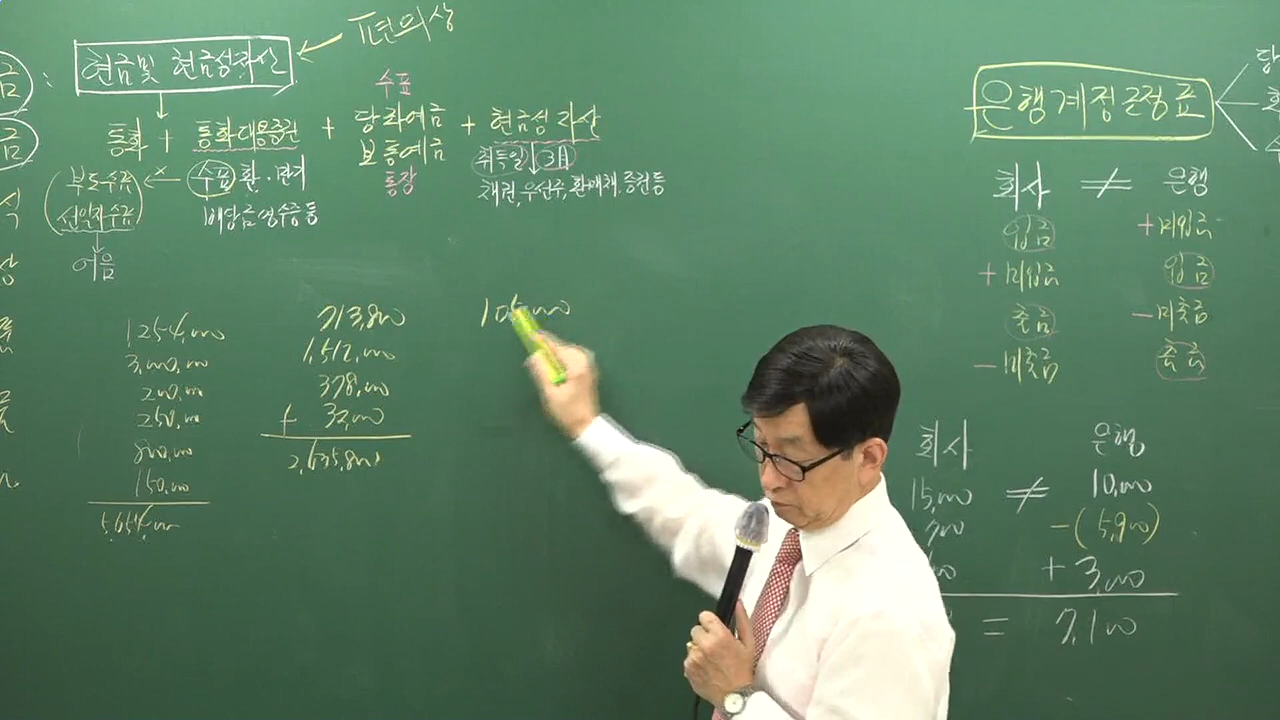 편의상
금 : 현금및 현금성자산
금
수표
통화 + 통화대용증권 + 당좌예금 + 현금성 자산
보통예금
통장
수표 환·만기
배당금영수증 등
부도수표
선일자수표
어음
취득일 3月
채권, 우선주, 환매채, 증권등
1,254,000
3,000,000
200,000
250,000
800,000
150,000
5,654,000
713,800
1,512,000
378,000
+ 32,000
2,635,800
은행계정조정표
회사 ≠ 은행
입금 + 미입금
+ 미입금 입금
출금 - 미출금
- 미출금 출금
회사 은행
15,000 ≠ 10,000
- (5,900)
+ 3,000
= 7,100